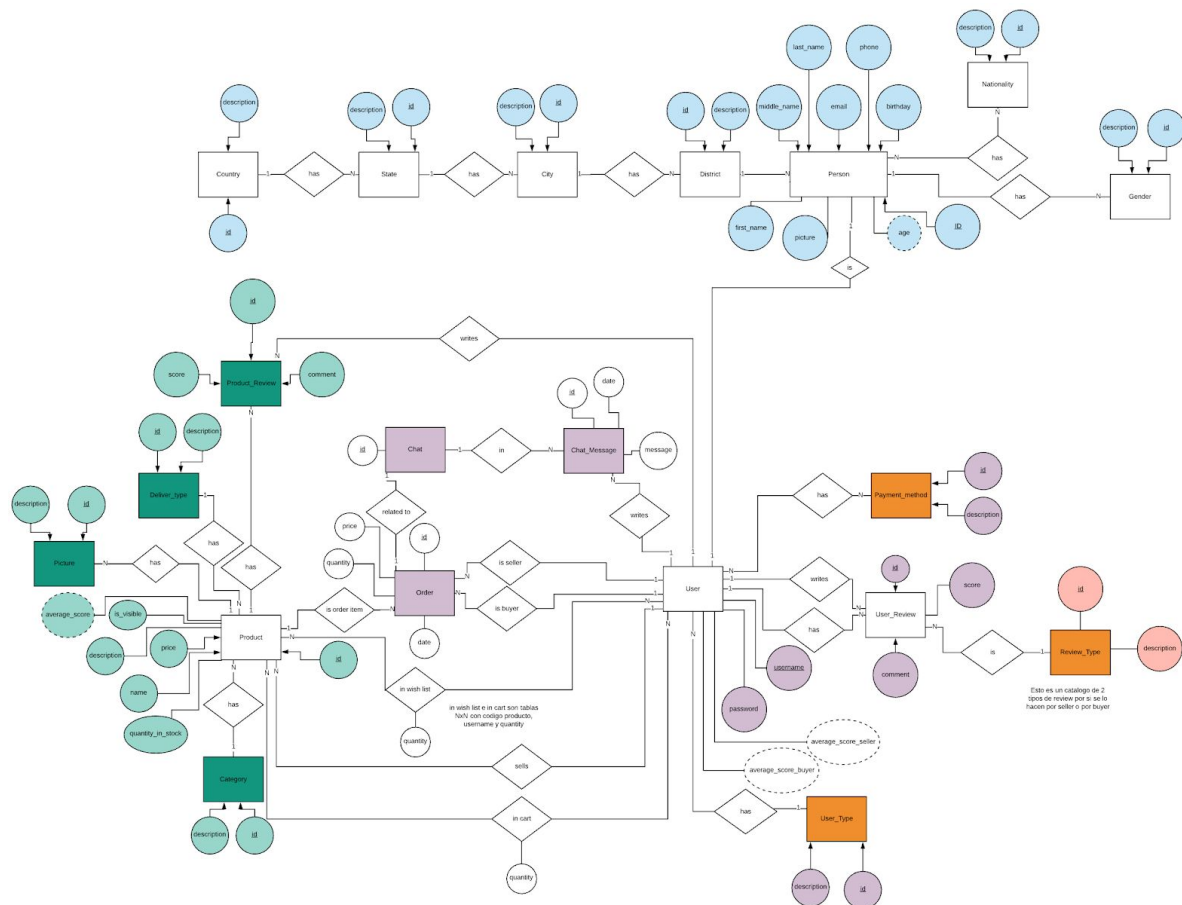 last_name
phone
description
id
Nationality
description
description
id
description
id
id
description
middle_name
email
birthday
N
has
description
id
Country
1
has
N
State
1
has
N
City
1
has
N
District
1
N
Person
N
1
has
N
Gender
id
first_name
picture
1
age
ID
is
1
id
writes
N
score
Product_Review
comment
N
id
description
Deliver_type
1
id
Chat
1
in
N
Chat_Message
id
date
message
N
1
related to
1
writes
1
1
1
has
N
Payment_method
id
description
description
id
Picture
N
has
has
has
N
N
1
price
id
quantity
Order
N
is seller
1
N
is buyer
1
date
User
N
1
1
1
writes
N
has
N
id
User_Review
score
comment
N
is
1
Review_Type
id
description
Esto es un catalogo de 2
tipos de review por si se lo
hacen por seller o por buyer
average_score
is_visible
description
price
name
quantity_in_stock
Product
1
is order item
N
id
N
in wish list
N
quantity
in wish list e in cart son tablas
NxN con codigo producto,
username y quantity
N
has
1
Category
description
id
N
sells
1
N
in cart
N
quantity
username
password
average_score_seller
average_score_buyer
N
has
1
User_Type
description
id